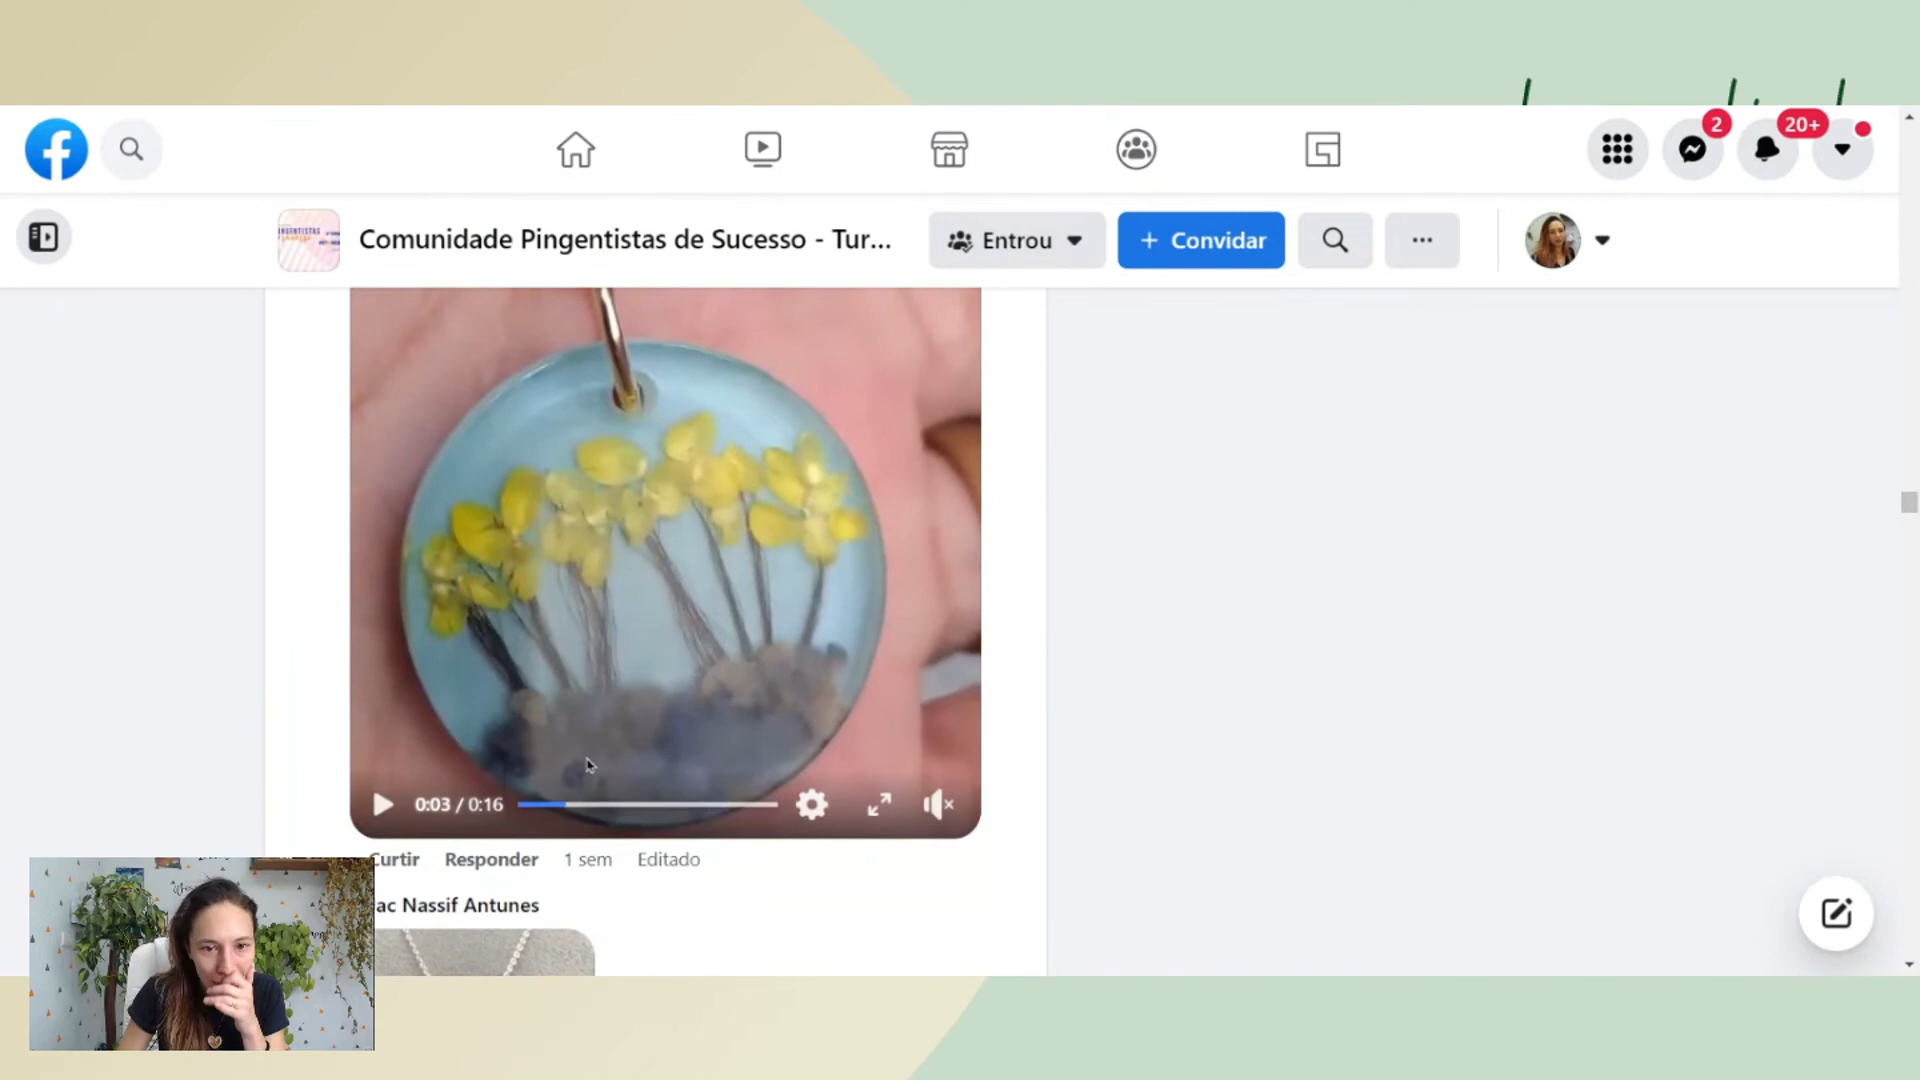 2
20+
PINGENTISTAS
Comunidade Pingentistas de Sucesso - Tur...
Entrou
+ Convidar
0:03 / 0:16
Curtir Responder 1 sem Editado
ac Nassif Antunes